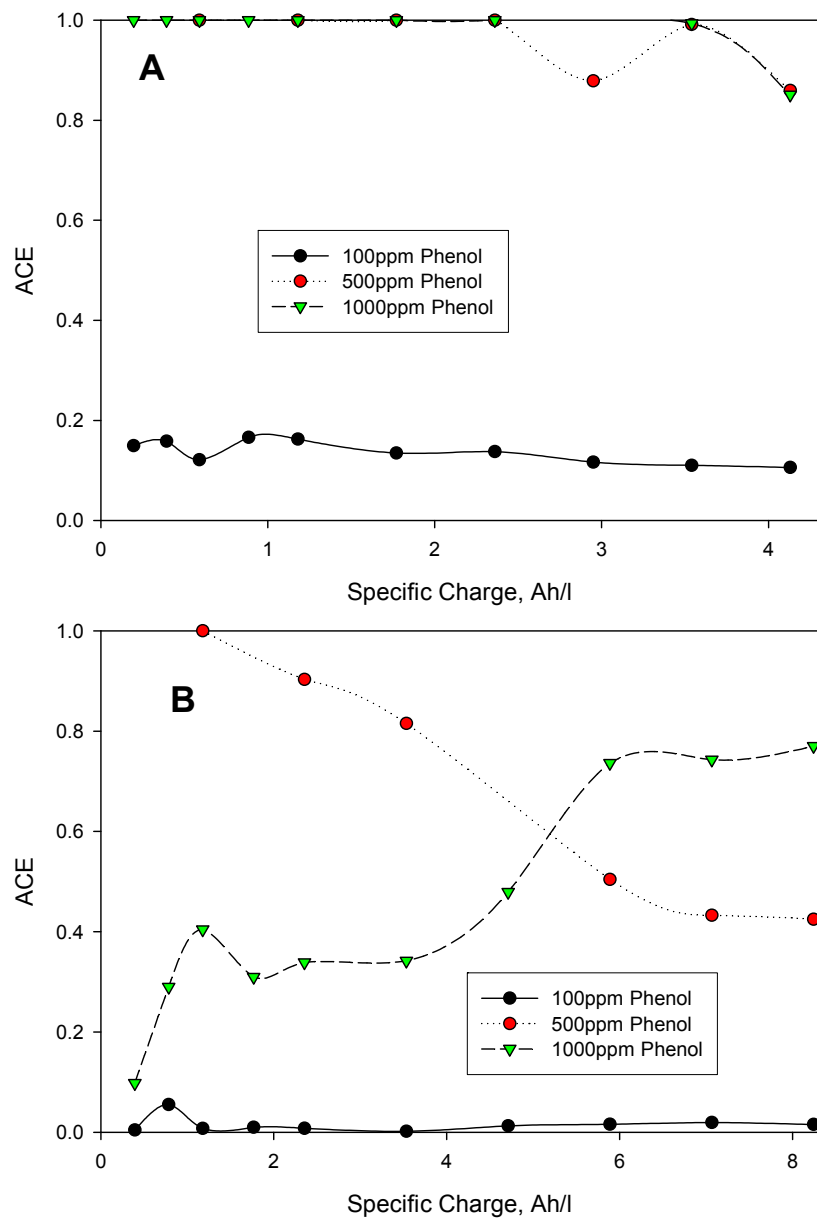 1.0
A
0.8
0.6
ACE
100ppm Phenol
500ppm Phenol
1000ppm Phenol
0.4
0.2
0.0
0 1 2 3 4
Specific Charge, Ah/l
1.0
B
0.8
0.6
ACE
0.4
100ppm Phenol
500ppm Phenol
1000ppm Phenol
0.2
0.0
0 2 4 6 8
Specific Charge, Ah/l